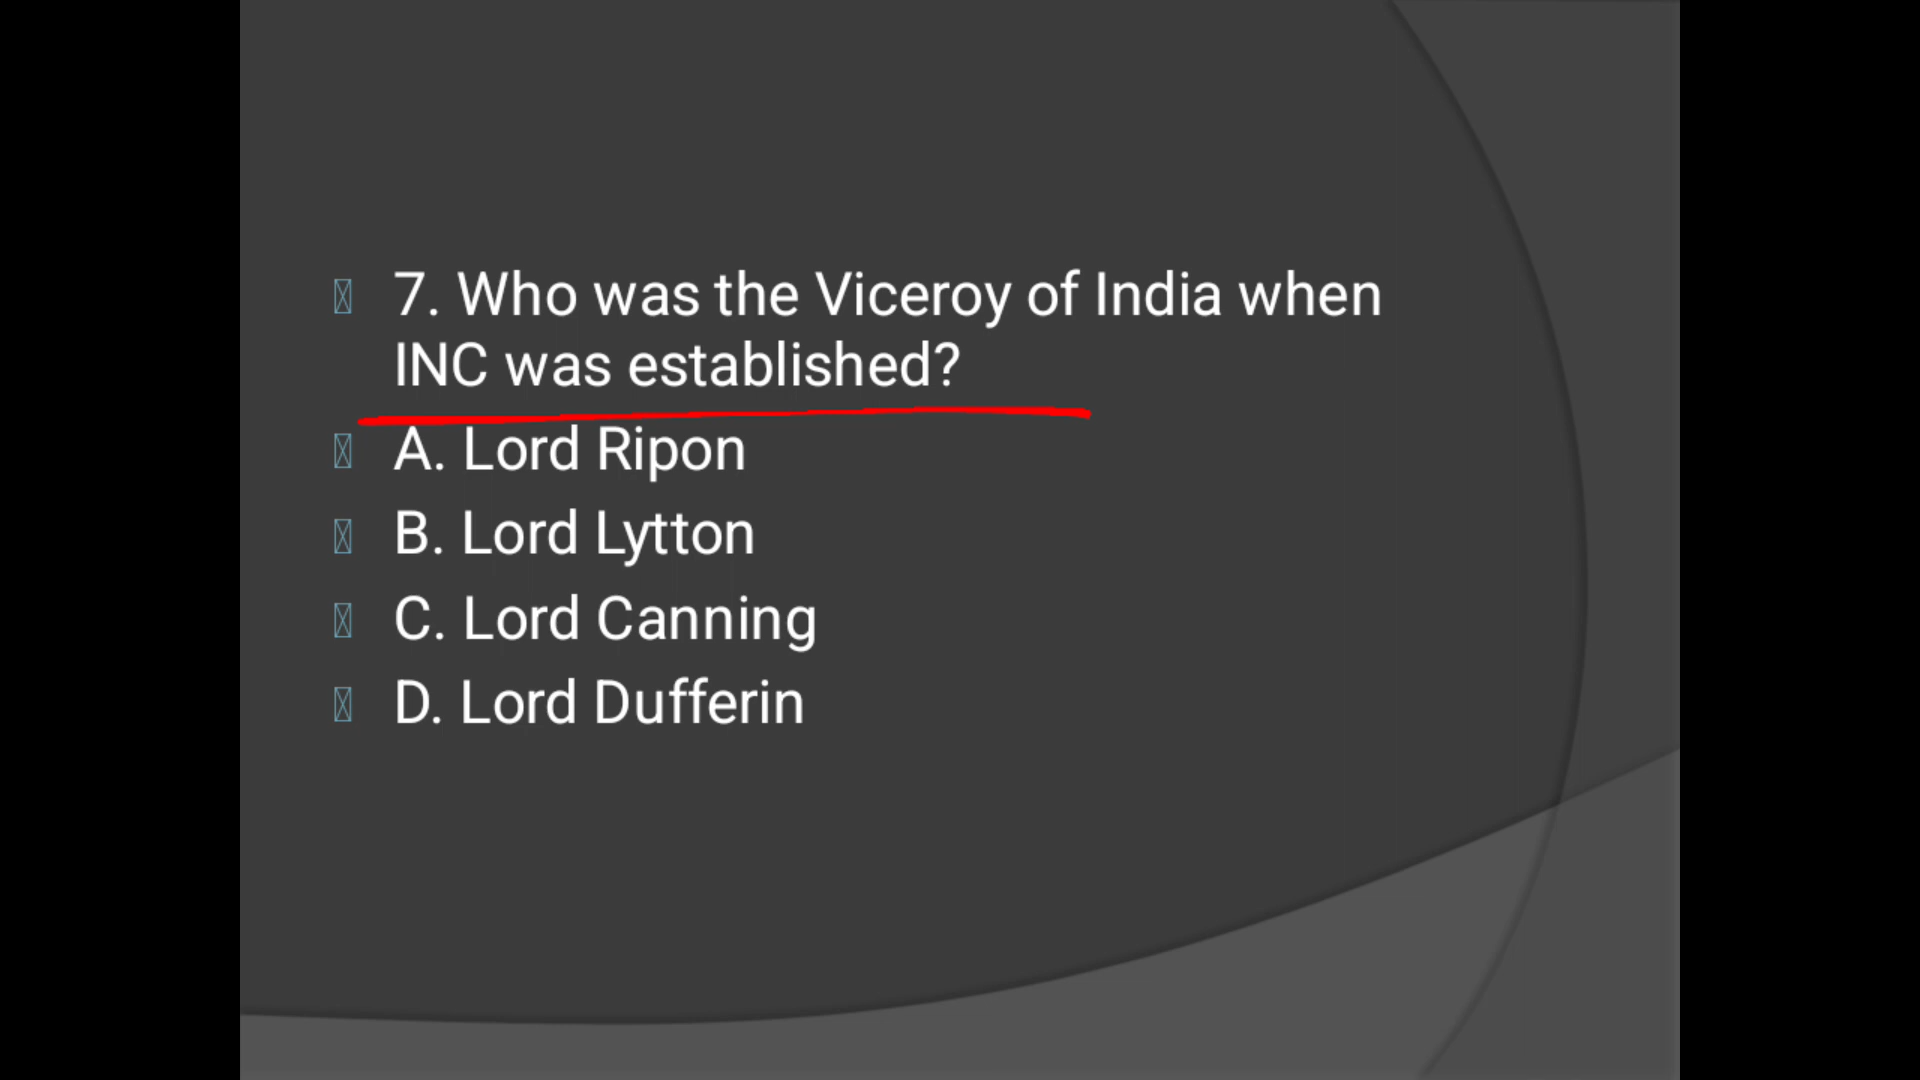 7. Who was the Viceroy of India when
INC was established?
A. Lord Ripon
B. Lord Lytton
C. Lord Canning
D. Lord Dufferin